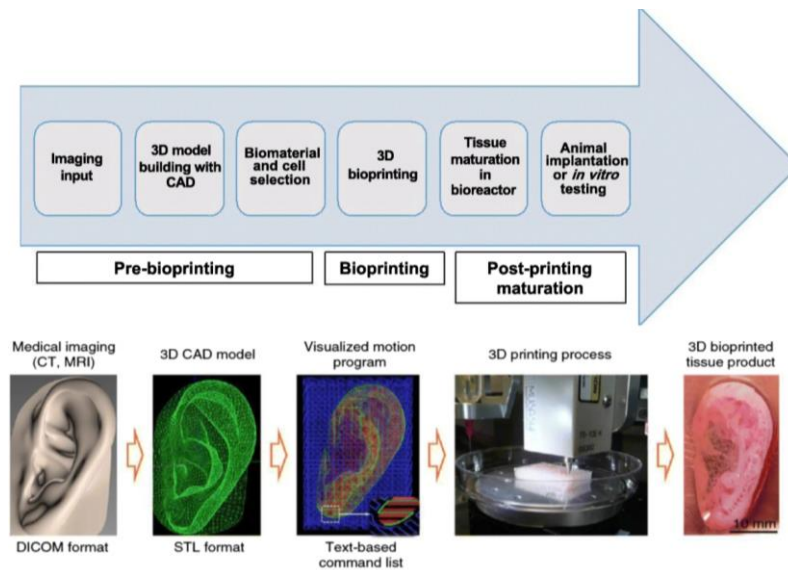 Imaging
input
3D model
building with
CAD
Biomaterial
and cell
selection
3D
bioprinting
Tissue
maturation
in
bioreactor
Animal
implantation
or in vitro
testing
Pre-bioprinting
Bioprinting
Post-printing
maturation
Medical imaging
(CT, MRI)
3D CAD model
Visualized motion
program
3D printing process
3D bioprinted
tissue product
10 mm
DICOM format
STL format
Text-based
command list